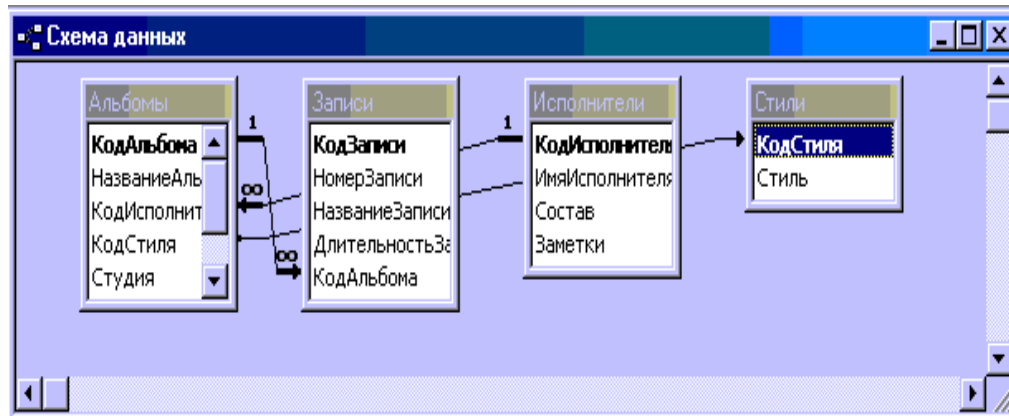 Схема данных
Альбомы
КодАльбома
НазваниеАль
КодИсполнит
КодСтиля
Студия
1
∞
∞
Записи
КодЗаписи
НомерЗаписи
НазваниеЗаписи
ДлительностьЗа
КодАльбома
1
Исполнители
КодИсполнителя
ИмяИсполнителя
Состав
Заметки
Стили
КодСтиля
Стиль